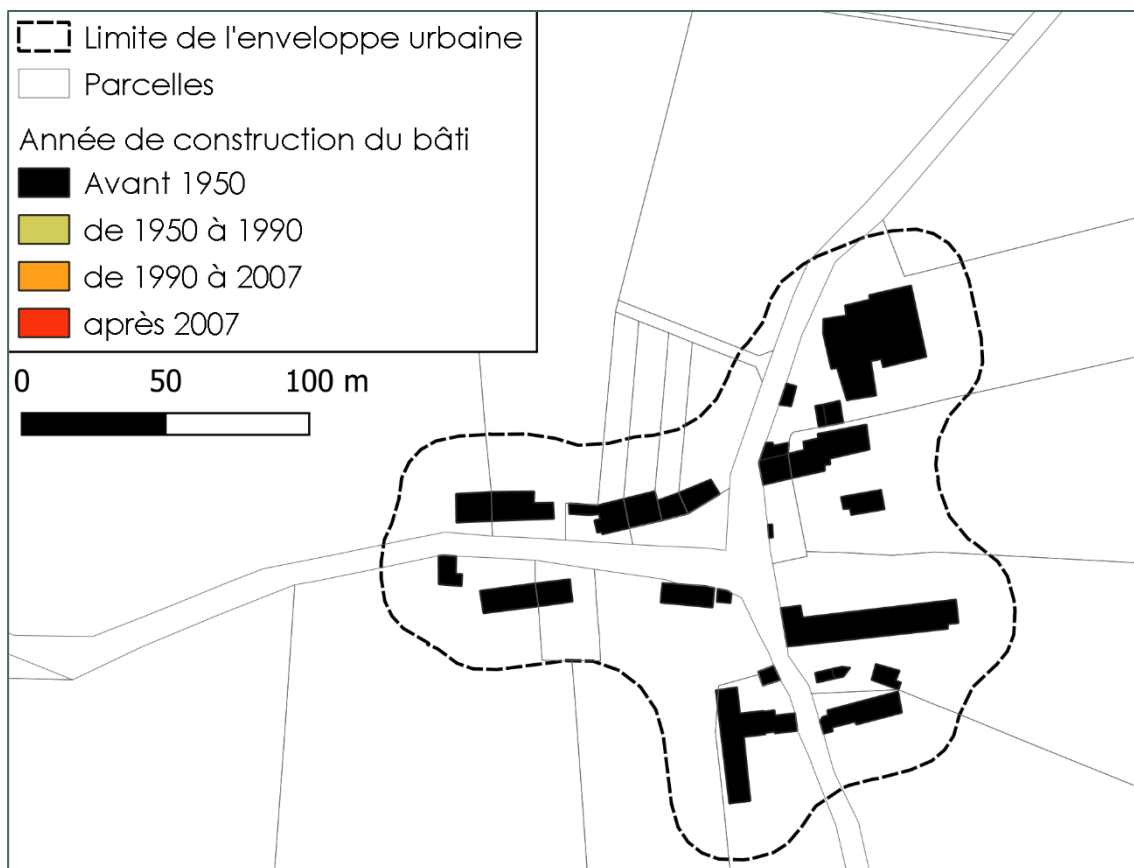 Limite de l'enveloppe urbaine
Parcelles
Année de construction du bâti
Avant 1950
de 1950 à 1990
de 1990 à 2007
après 2007
0 50 100 m